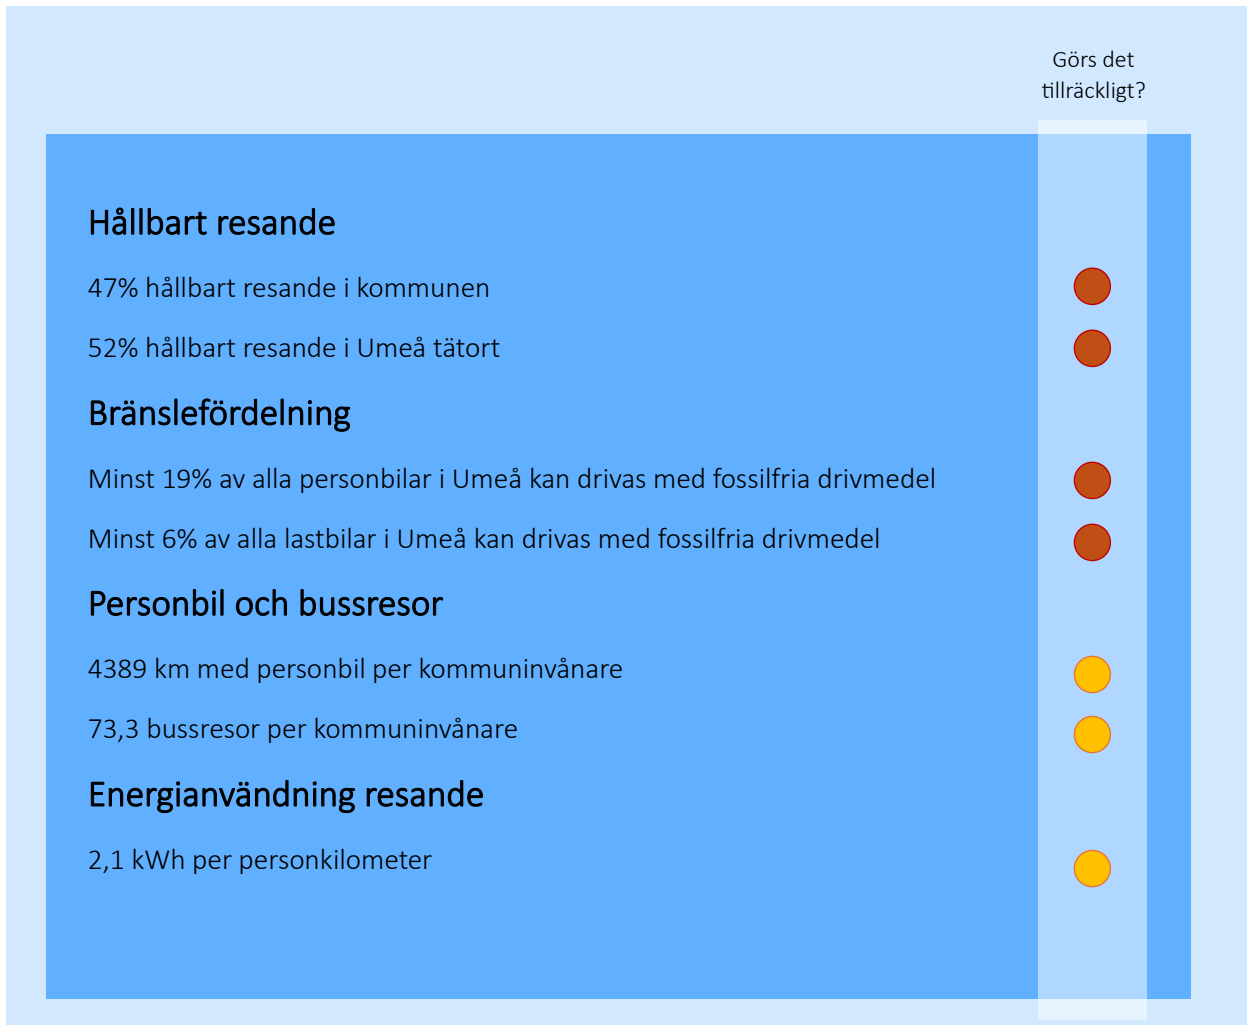 Görs det
tillräckligt?
Hållbart resande
47% hållbart resande i kommunen
52% hållbart resande i Umeå tätort
Bränslefördelning
Minst 19% av alla personbilar i Umeå kan drivas med fossilfria drivmedel
Minst 6% av alla lastbilar i Umeå kan drivas med fossilfria drivmedel
Personbil och bussresor
4389 km med personbil per kommuninvånare
73,3 bussresor per kommuninvånare
Energianvändning resande
2,1 kWh per personkilometer